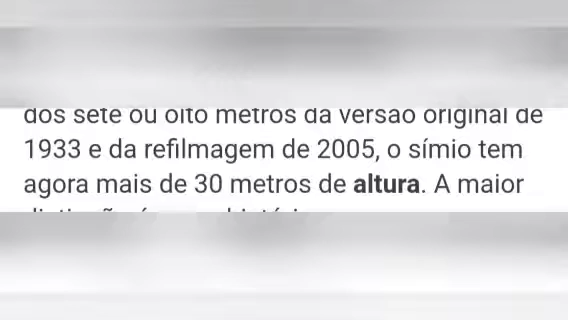 dos sete ou oito metros da versão original de
1933 e da refilmagem de 2005, o símio tem
agora mais de 30 metros de altura. A maior